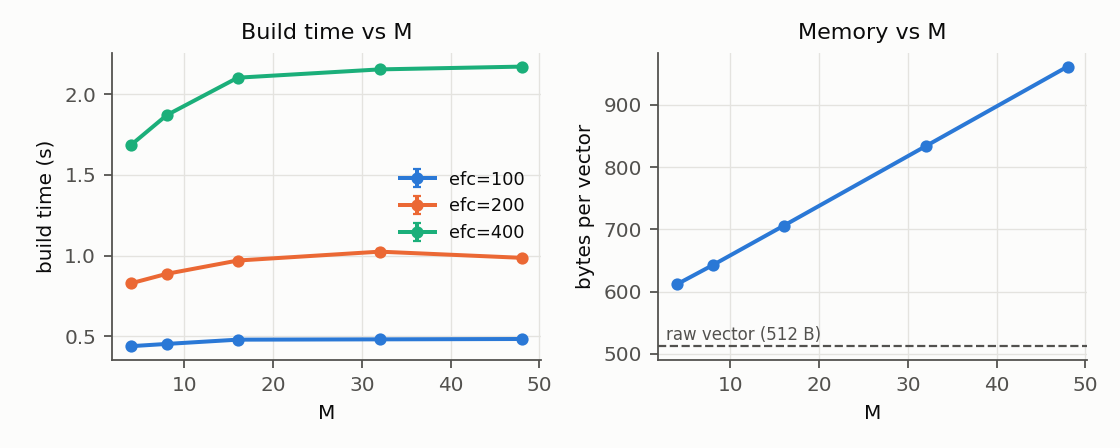 Build time vs M
build time (s)
2.0
1.5
1.0
0.5
efc=100
efc=200
efc=400
10 20 30 40 50
M
Memory vs M
bytes per vector
900
800
700
600
500
raw vector (512 B)
10 20 30 40 50
M